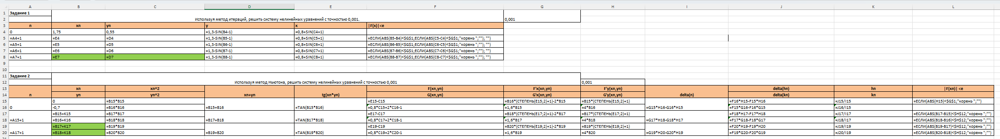 A B C D E F G H I J K L
1 Задание 1
2 Используя метод итераций, решить систему нелинейных уравнений с точностью 0,001. 0,001
3 n xn yn y x |F(x)|<e
4 0 1,75 0,55 =1,3-SIN(B4-1) =0,8+SIN(C4+1)
5 =A4+1 =E4 =D4 =1,3-SIN(B5-1) =0,8+SIN(C5+1) =ЕСЛИ(ABS(B5-B4)<$G$1;ЕСЛИ(ABS(C5-C4)<$G$1;"корень ";""); "")
6 =A5+1 =E5 =D5 =1,3-SIN(B6-1) =0,8+SIN(C6+1) =ЕСЛИ(ABS(B6-B5)<$G$1;ЕСЛИ(ABS(C6-C5)<$G$1;"корень ";""); "")
7 =A6+1 =E6 =D6 =1,3-SIN(B7-1) =0,8+SIN(C7+1) =ЕСЛИ(ABS(B7-B6)<$G$1;ЕСЛИ(ABS(C7-C6)<$G$1;"корень ";""); "")
8 =A7+1 =E7 =D7 =1,3-SIN(B8-1) =0,8+SIN(C8+1) =ЕСЛИ(ABS(B8-B7)<$G$1;ЕСЛИ(ABS(C8-C7)<$G$1;"корень ";""); "")
9
10
11 Задание 2
12 Используя метод Ньютона, решить систему нелинейных уравнений с точностью 0,001 0,001
13 xn xn^2 F(xn,yn) F'x(xn,yn) F'y(xn,yn) delta(hn) hn |F(xn)| <e
14 n yn yn^2 xn+yn tg(xn*yn) G(xn,yn) G'x(xn,yn) G'y(xn,yn) delta(n) delta(kn) kn
15 0 =B15*B15 =E15-C15 =B16*(СТЕПЕНЬ(E15;2)+1)-2*B15 =B15*(СТЕПЕНЬ(E15;2)+1) =F16*H15-F15*H16 =J15/I15 =ЕСЛИ(ABS(H15)<$G$1;"корень ";"")
16 0 -0,7 =B16*B16 =B15+B16 =TAN(B15*B16) =0,8*C15+2*C16-1 =1,6*B15 =4*B16 =G15*H16-G16*H15 =F15*G16-F16*G15 =J16/I15
17 =B15+K15 =B17*B17 =E17-C17 =B18*(СТЕПЕНЬ(E17;2)+1)-2*B17 =B17*(СТЕПЕНЬ(E17;2)+1) =F18*H17-F17*H18 =J17/I17 =ЕСЛИ(ABS(B17-B15)<$H$12;"корень ";"")
18 =A15+1 =B16+K16 =B18*B18 =B17+B18 =TAN(B17*B18) =0,8*C17+2*C18-1 =1,6*B17 =4*B18 =G17*H18-G18*H17 =F17*G18-F18*G17 =J18/I17 =ЕСЛИ(ABS(B18-B16)<$H$12;"корень ";"")
19 =B17+K17 =B19*B19 =E19-C19 =B20*(СТЕПЕНЬ(E19;2)+1)-2*B19 =B19*(СТЕПЕНЬ(E19;2)+1) =F20*H19-F19*H20 =J19/I19 =ЕСЛИ(ABS(B19-B17)<$H$12;"корень ";"")
20 =A17+1 =B18+K18 =B20*B20 =B19+B20 =TAN(B19*B20) =0,8*C19+2*C20-1 =1,6*B19 =4*B20 =G19*H20-G20*H19 =F19*G20-F20*G19 =J20/I19 =ЕСЛИ(ABS(B20-B18)<$H$12;"корень ";"")